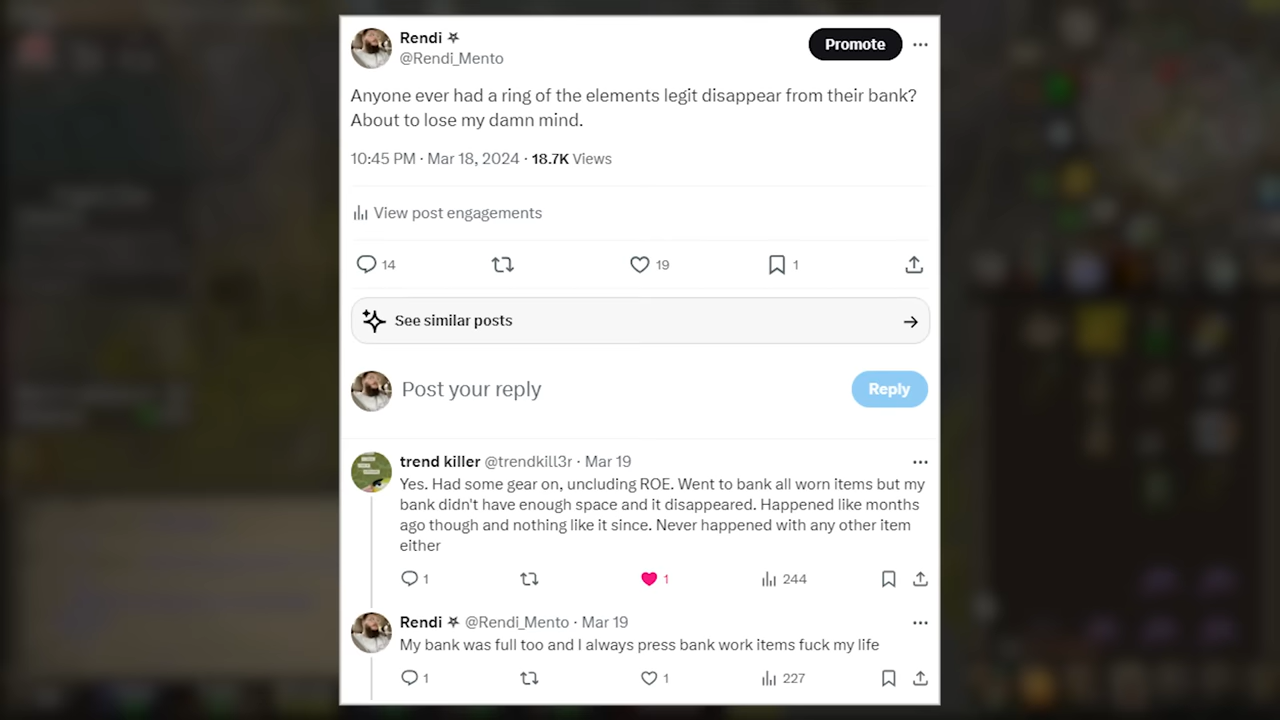 Rendi
@Rendi_Mento
Promote
Anyone ever had a ring of the elements legit disappear from their bank?
About to lose my damn mind.
10:45 PM · Mar 18, 2024 · 18.7K Views
View post engagements
14
19
1
See similar posts
Post your reply
Reply
trend killer @trendkill3r · Mar 19
Yes. Had some gear on, uncluding ROE. Went to bank all worn items but my
bank didn't have enough space and it disappeared. Happened like months
ago though and nothing like it since. Never happened with any other item
either
1
1
244
Rendi @Rendi_Mento · Mar 19
My bank was full too and I always press bank work items fuck my life
1
1
227